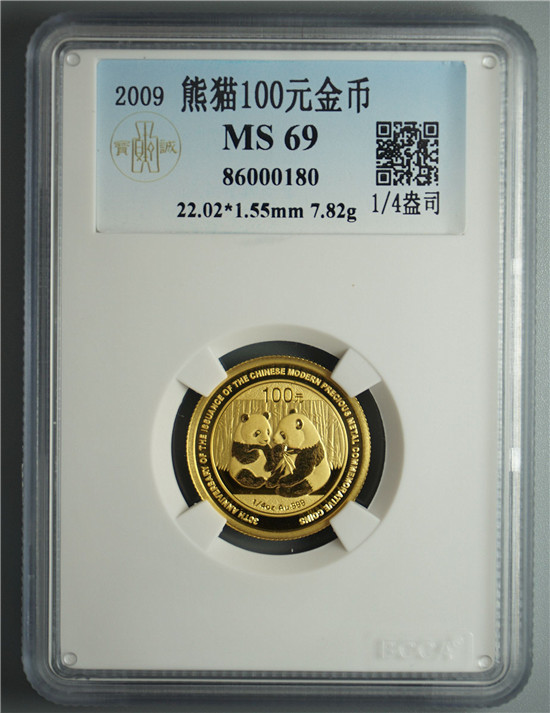 2009 熊猫100元金币
MS 69
寶 誠
86000180
22.02*1.55mm 7.82g
1/4盎司
30TH ANNIVERSARY OF THE ISSUANCE OF THE CHINESE MODERN PRECIOUS METAL COMMEMORATIVE COINS
100元
1/4oz Au.999